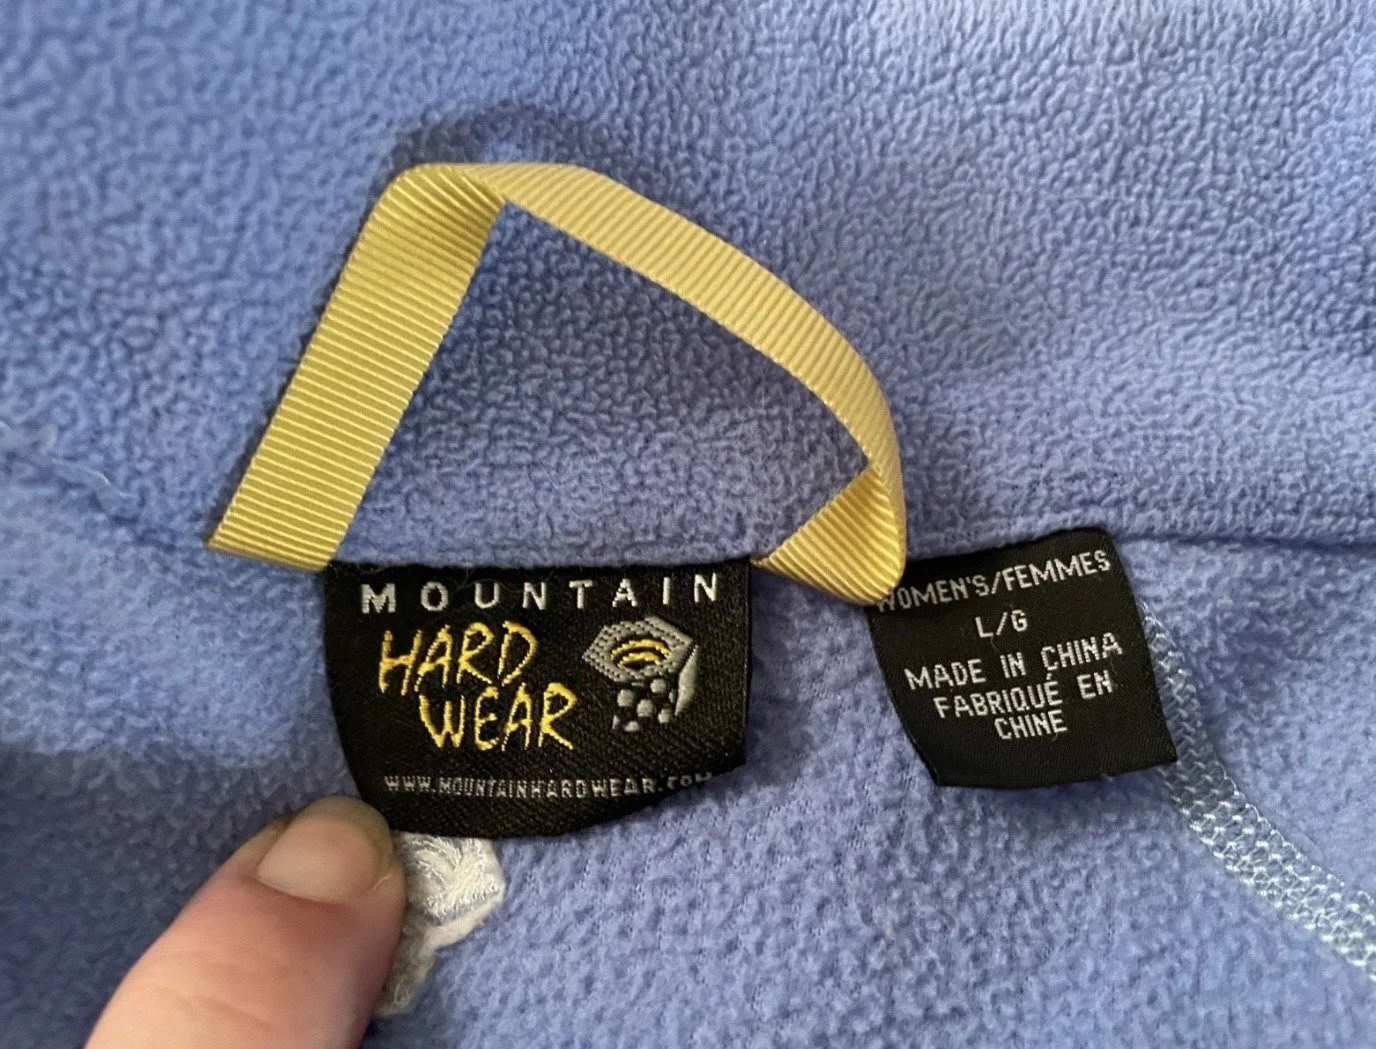 MOUNTAIN
HARD
WEAR
WWW.MOUNTAINHARDWEAR.COM
WOMEN'S/FEMMES
L/G
MADE IN CHINA
FABRIQUÉ EN
CHINE